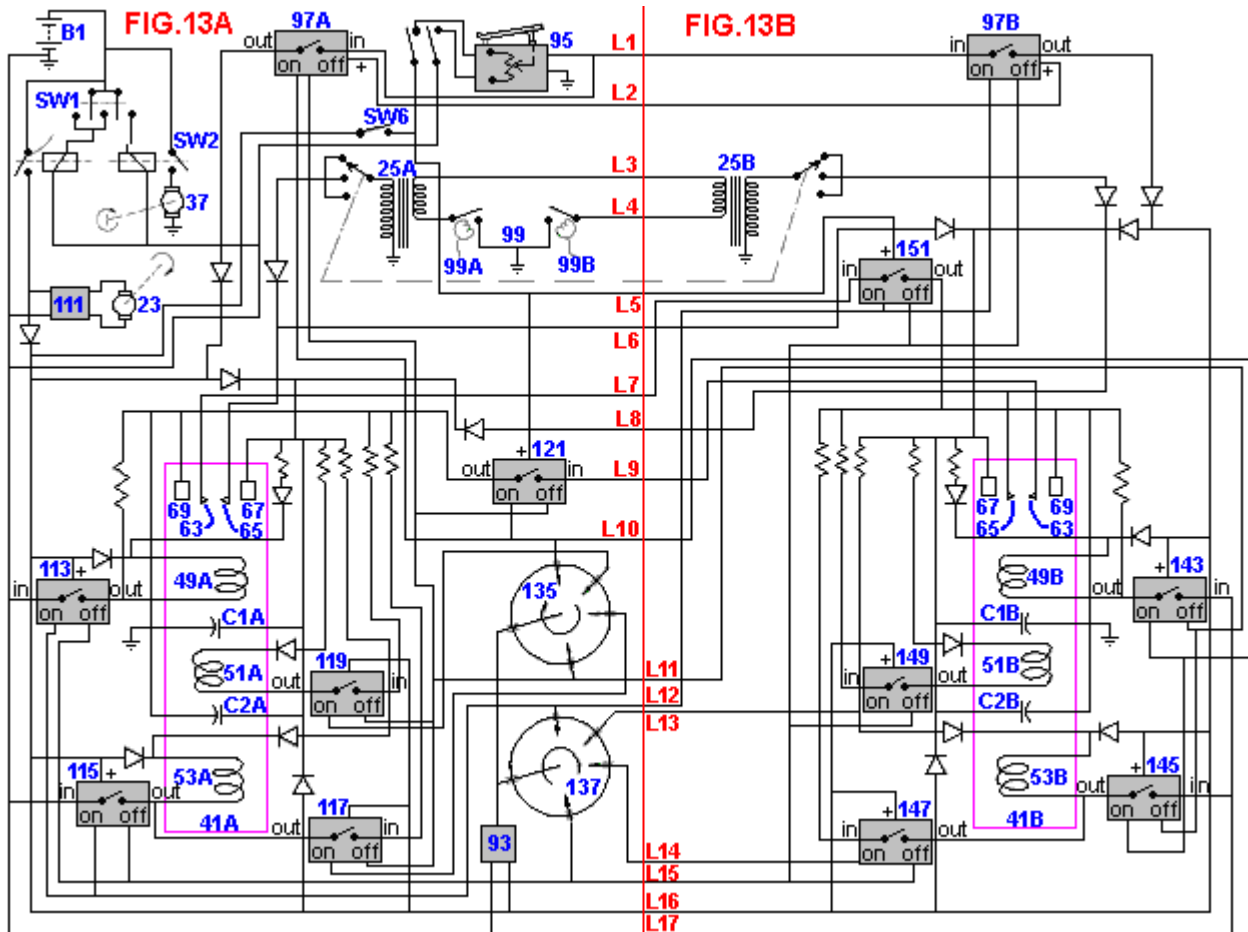 FIG.13A FIG.13B
B1
97A
out in
on off +
95
L1
97B
in out
on off +
L2
SW1
SW6
SW2
25A
L3
25B
37
L4
99
99A 99B
+ 151
in out
on off
111
23
L5
L6
L7
L8
+ 121
out in
on off
L9
69 67
63 65
67 69
65 63
L10
113 +
in out
on off
49A
135
49B
+ 143
out in
on off
C1A
C1B
51A
119
out in
on off
L11
149
+
in out
on off
51B
L12
C2A
L13
C2B
115 +
in out
on off
53A
137
53B
+ 145
out in
on off
41A
117
out in
on off
93
147
+
in out
on off
41B
L14
L15
L16
L17